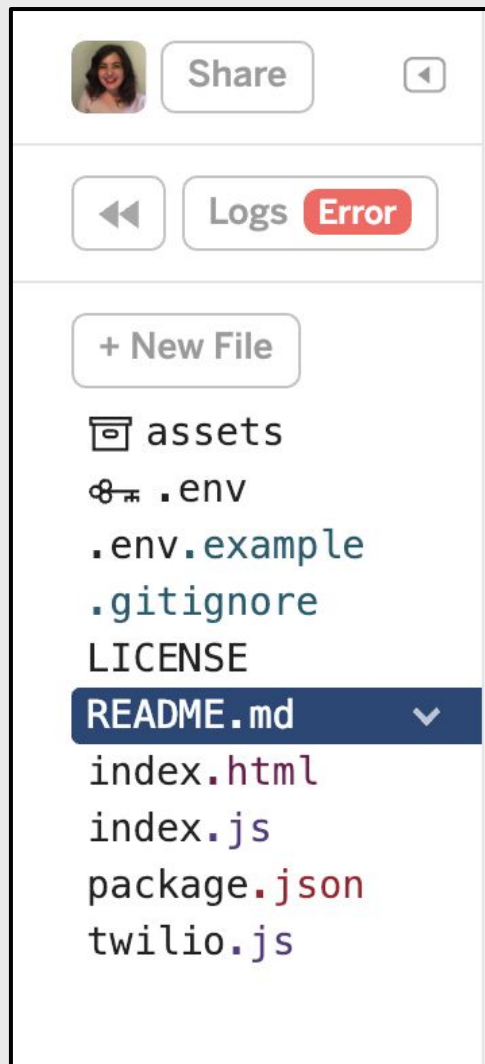 Share
Logs Error
+ New File
assets
.env
.env.example
.gitignore
LICENSE
README.md
index.html
index.js
package.json
twilio.js